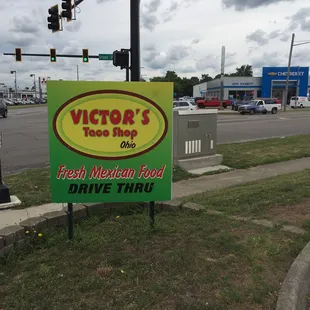 VICTOR'S
Taco Shop
Ohio
Fresh Mexican Food
DRIVE THRU
CHEVROLET